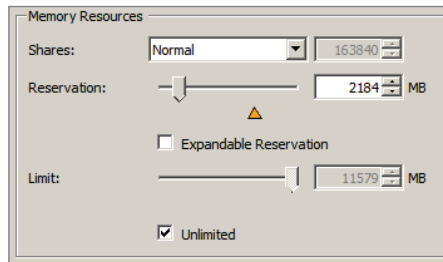 Memory Resources
Shares: Normal 163840
Reservation: 2184 MB
Expandable Reservation
Limit: 11579 MB
Unlimited